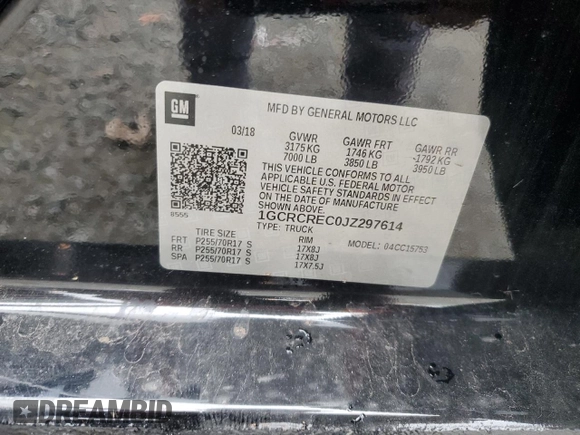 GM
MFD BY GENERAL MOTORS LLC
03/18 GVWR GAWR FRT GAWR RR
3175 KG 1746 KG 1792 KG
7000 LB 3850 LB 3950 LB
THIS VEHICLE CONFORMS TO ALL
APPLICABLE U.S. FEDERAL MOTOR
VEHICLE SAFETY STANDARDS IN EFFECT
ON THE DATE OF MANUFACTURE
SHOWN ABOVE.
8555
1GCRCREC0JZ297614
TYPE: TRUCK MODEL: 04CC15753
TIRE SIZE RIM
FRT P255/70R17 S 17X8J
RR P255/70R17 S 17X8J
SPA P255/70R17 S 17X7.5J
DREAMBID